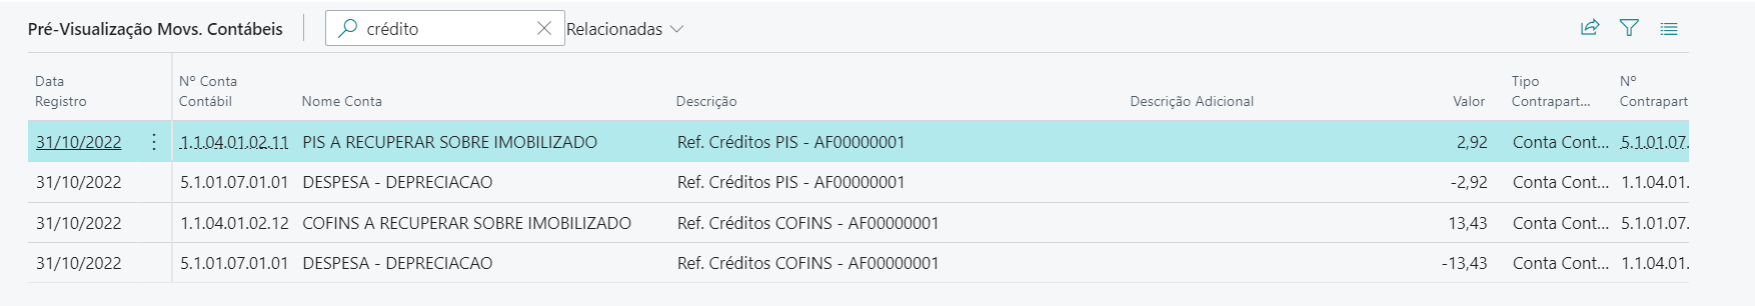 Pré-Visualização Movs. Contábeis crédito Relacionadas
Data Registro Nº Conta Contábil Nome Conta Descrição Descrição Adicional Valor Tipo Contrapart... Nº Contrapart
31/10/2022 1.1.04.01.02.11 PIS A RECUPERAR SOBRE IMOBILIZADO Ref. Créditos PIS - AF00000001 2,92 Conta Cont... 5.1.01.07.
31/10/2022 5.1.01.07.01.01 DESPESA - DEPRECIACAO Ref. Créditos PIS - AF00000001 -2,92 Conta Cont... 1.1.04.01.
31/10/2022 1.1.04.01.02.12 COFINS A RECUPERAR SOBRE IMOBILIZADO Ref. Créditos COFINS - AF00000001 13,43 Conta Cont... 5.1.01.07.
31/10/2022 5.1.01.07.01.01 DESPESA - DEPRECIACAO Ref. Créditos COFINS - AF00000001 -13,43 Conta Cont... 1.1.04.01.